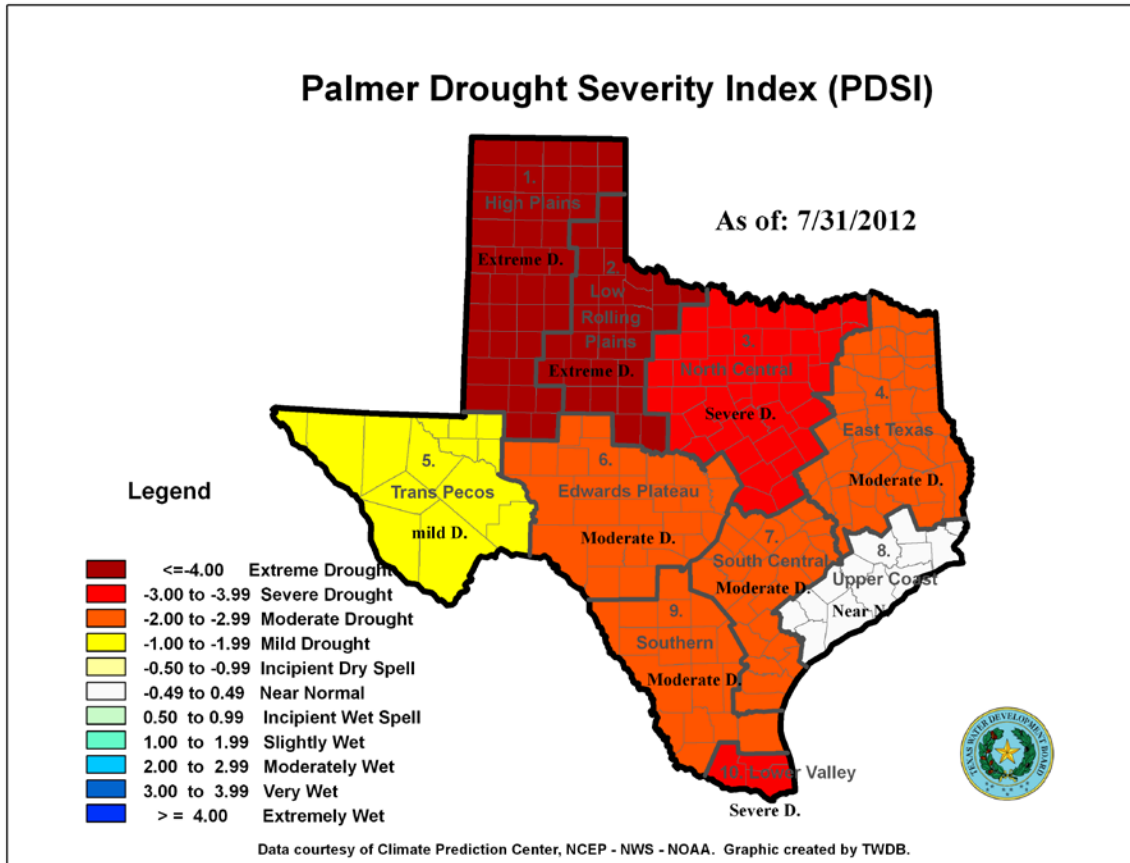 Palmer Drought Severity Index (PDSI)
As of: 7/31/2012
1.
High Plains
Extreme D.
2.
Low
Rolling
Plains
Extreme D.
3.
North Central
Severe D.
4.
East Texas
Moderate D.
5.
Trans Pecos
mild D.
6.
Edwards Plateau
Moderate D.
7.
South Central
Moderate D.
8.
Upper Coast
Near N
9.
Southern
Moderate D.
10. Lower Valley
Severe D.
Legend
<=-4.00 Extreme Drought
-3.00 to -3.99 Severe Drought
-2.00 to -2.99 Moderate Drought
-1.00 to -1.99 Mild Drought
-0.50 to -0.99 Incipient Dry Spell
-0.49 to 0.49 Near Normal
0.50 to 0.99 Incipient Wet Spell
1.00 to 1.99 Slightly Wet
2.00 to 2.99 Moderately Wet
3.00 to 3.99 Very Wet
> = 4.00 Extremely Wet
TEXAS WATER DEVELOPMENT BOARD
Data courtesy of Climate Prediction Center, NCEP - NWS - NOAA. Graphic created by TWDB.